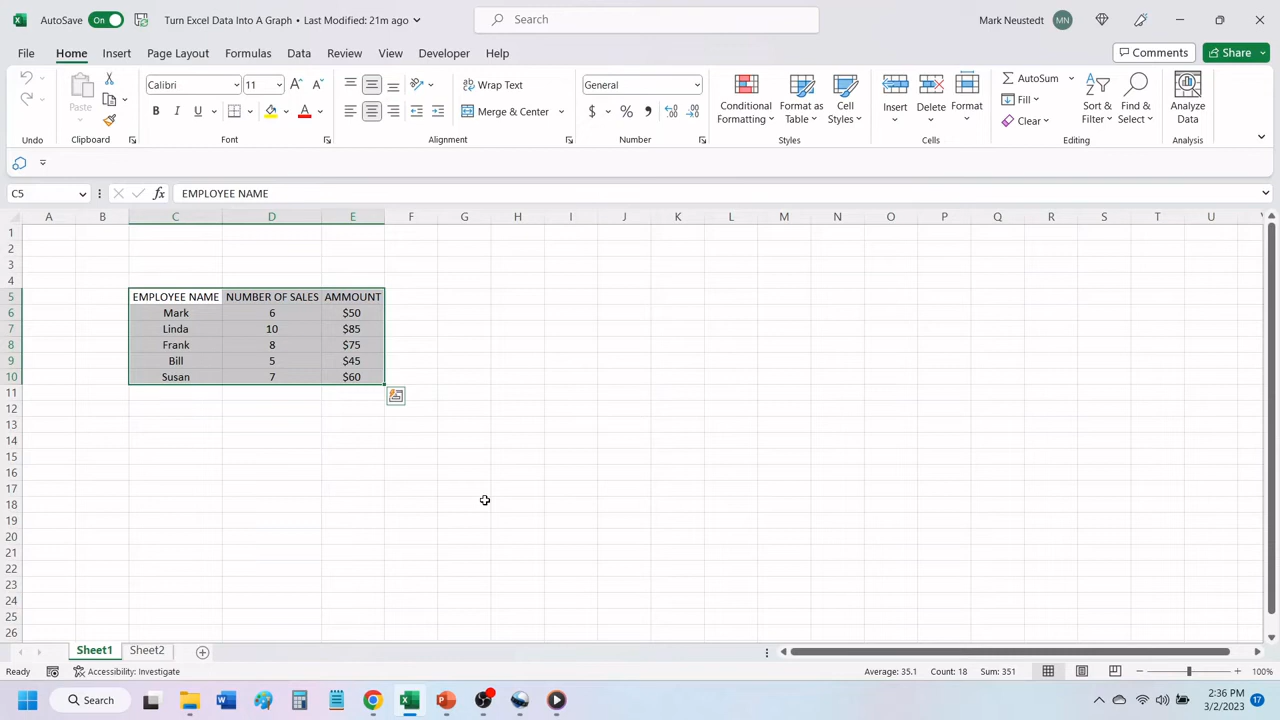 AutoSave On Turn Excel Data Into A Graph • Last Modified: 21m ago Search Mark Neustedt MN
File Home Insert Page Layout Formulas Data Review View Developer Help Comments Share
Calibri 11 Wrap Text General AutoSum
Paste B I U Merge & Center $ % Conditional Formatting Format as Table Cell Styles Insert Delete Format Fill Clear Sort & Filter Find & Select Analyze Data
Undo Clipboard Font Alignment Number Styles Cells Editing Analysis
C5 fx EMPLOYEE NAME
A B C D E F G H I J K L M N O P Q R S T U
1
2
3
4
5 EMPLOYEE NAME NUMBER OF SALES AMMOUNT
6 Mark 6 $50
7 Linda 10 $85
8 Frank 8 $75
9 Bill 5 $45
10 Susan 7 $60
11
12
13
14
15
16
17
18
19
20
21
22
23
24
25
26
Sheet1 Sheet2
Ready Accessibility: Investigate Average: 35.1 Count: 18 Sum: 351 100%
Search 2:36 PM
3/2/2023 17